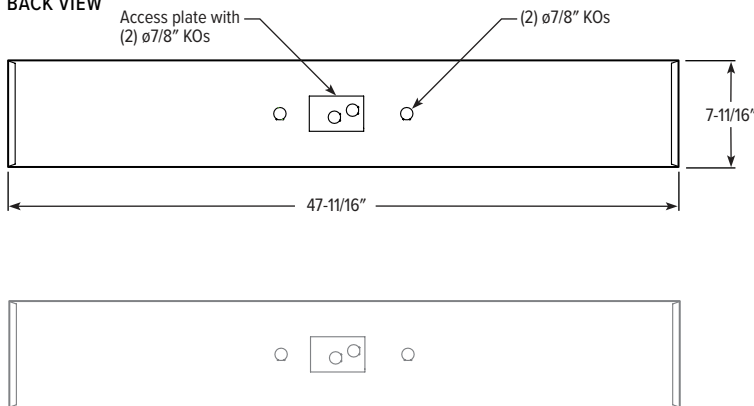 BACK VIEW
Access plate with
(2) ø7/8″ KOs
(2) ø7/8″ KOs
7-11/16″
47-11/16″